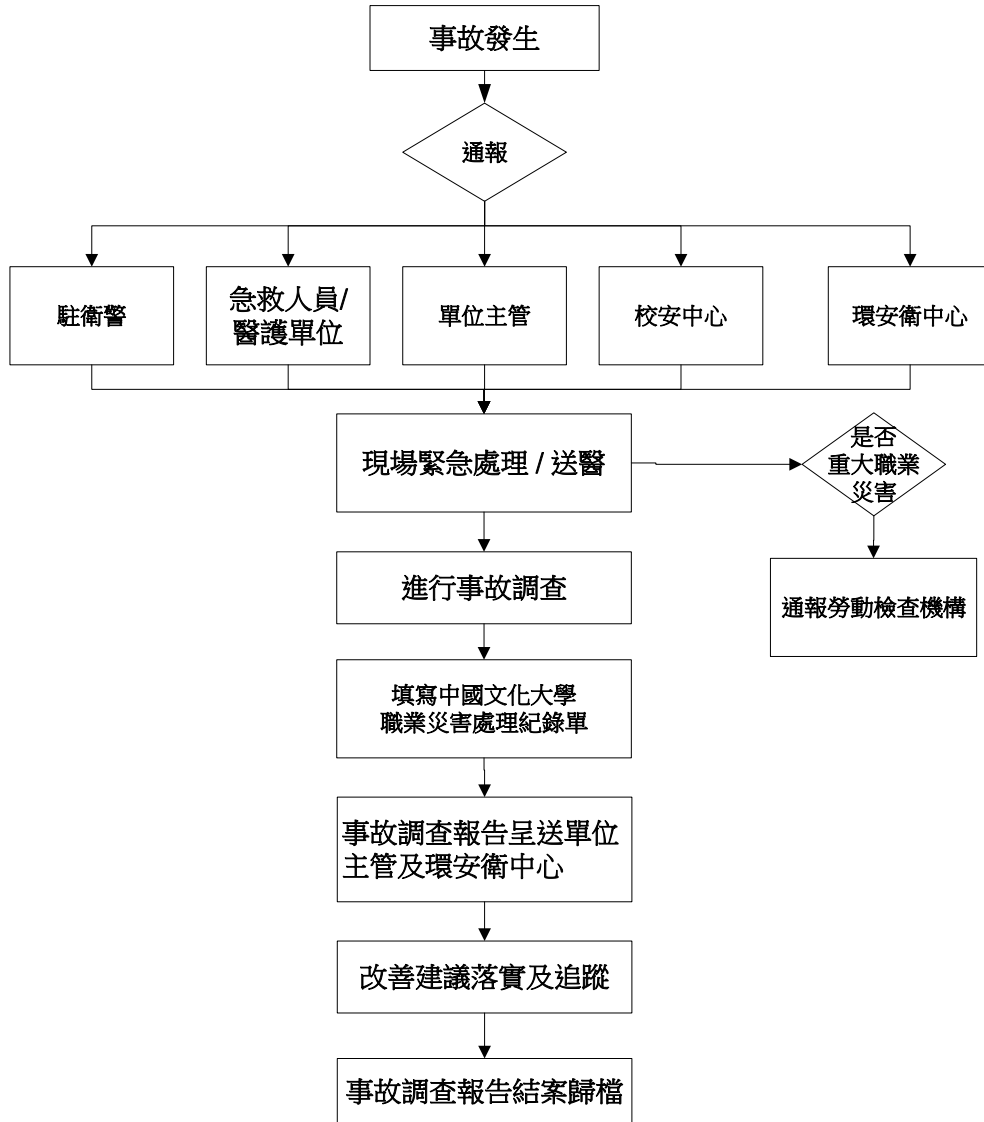 事故發生
通報
駐衛警
急救人員/
醫護單位
單位主管
校安中心
環安衛中心
現場緊急處理 / 送醫
是否
重大職業
災害
進行事故調查
通報勞動檢查機構
填寫中國文化大學
職業災害處理紀錄單
事故調查報告呈送單位
主管及環安衛中心
改善建議落實及追蹤
事故調查報告結案歸檔